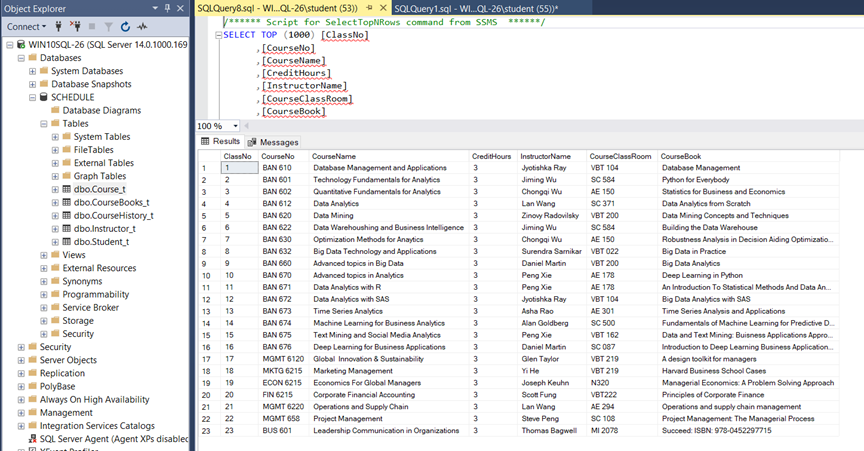 Object Explorer
Connect
WIN10SQL-26 (SQL Server 14.0.1000.169
Databases
System Databases
Database Snapshots
SCHEDULE
Database Diagrams
Tables
System Tables
FileTables
External Tables
Graph Tables
dbo.Course_t
dbo.CourseBooks_t
dbo.CourseHistory_t
dbo.Instructor_t
dbo.Student_t
Views
External Resources
Synonyms
Programmability
Service Broker
Storage
Security
Security
Server Objects
Replication
PolyBase
Always On High Availability
Management
Integration Services Catalogs
SQL Server Agent (Agent XPs disabled
XEvent Profiler
SQLQuery8.sql - WI...QL-26\student (53)) SQLQuery1.sql - WI...QL-26\student (55))*
/****** Script for SelectTopNRows command from SSMS ******/
SELECT TOP (1000) [ClassNo]
,[CourseNo]
,[CourseName]
,[CreditHours]
,[InstructorName]
,[CourseClassRoom]
,[CourseBook]
100 %
Results Messages
ClassNo CourseNo CourseName CreditHours InstructorName CourseClassRoom CourseBook
1 1 BAN 610 Database Management and Applications 3 Jyotishka Ray VBT 104 Database Management
2 2 BAN 601 Technology Fundamentals for Analytics 3 Jiming Wu SC 584 Python for Everybody
3 3 BAN 602 Quantitative Fundamentals for Analytics 3 Chongqi Wu AE 150 Statistics for Business and Economics
4 4 BAN 612 Data Analytics 3 Lan Wang SC 371 Data Analytics from Scratch
5 5 BAN 620 Data Mining 3 Zinovy Radovilsky VBT 200 Data Mining Concepts and Techniques
6 6 BAN 622 Data Warehoushing and Business Intelligence 3 Jiming Wu SC 584 Building the Data Warehouse
7 7 BAN 630 Optimization Methods for Anaytics 3 Chongqi Wu AE 150 Robustness Analysis in Decision Aiding Optimizatio...
8 8 BAN 632 Big Data Technology and Applications 3 Surendra Sarnikar VBT 022 Big Data in Practice
9 9 BAN 660 Advanced topics in Big Data 3 Daniel Martin VBT 200 Big Data Analytics
10 10 BAN 670 Advanced topics in Analytics 3 Peng Xie AE 178 Deep Learning in Python
11 11 BAN 671 Data Analytics with R 3 Peng Xie AE 178 An Introduction To Statistical Methods And Data An...
12 12 BAN 672 Data Analytics with SAS 3 Jyotishka Ray VBT 104 Big Data Analytics with SAS
13 13 BAN 673 Time Series Analytics 3 Asha Rao AE 301 Time Series Analysis and Applications
14 14 BAN 674 Machine Learning for Business Analytics 3 Alan Goldberg SC 500 Fundamentals of Machine Learning for Predictive D...
15 15 BAN 675 Text Mining and Social Media Analytics 3 Peng Xie VBT 162 Data and Text Mining: Buisness Applications Appro...
16 16 BAN 676 Deep Learning for Business Applications 3 Daniel Martin SC 087 Introduction to Deep Learning Business Application...
17 17 MGMT 6120 Global Innovation & Sustainability 3 Glen Taylor VBT 219 A design toolkit for managers
18 18 MKTG 6215 Marketing Management 3 Yi He VBT 219 Harvard Business School Cases
19 19 ECON 6215 Economics For Global Managers 3 Joseph Keuhn N320 Managerial Economics: A Problem Solving Approach
20 20 FIN 6215 Corporate Financial Accounting 3 Scott Fung VBT222 Principles of Corporate Finance
21 21 MGMT 6220 Operations and Supply Chain 3 Lan Wang AE 294 Operations and supply chain management
22 22 MGMT 658 Project Management 3 Steve Peng SC 108 Project Management: The Managerial Process
23 23 BUS 601 Leadership Communication in Organizations 3 Thomas Bagwell MI 2078 Succeed: ISBN: 978-0452297715